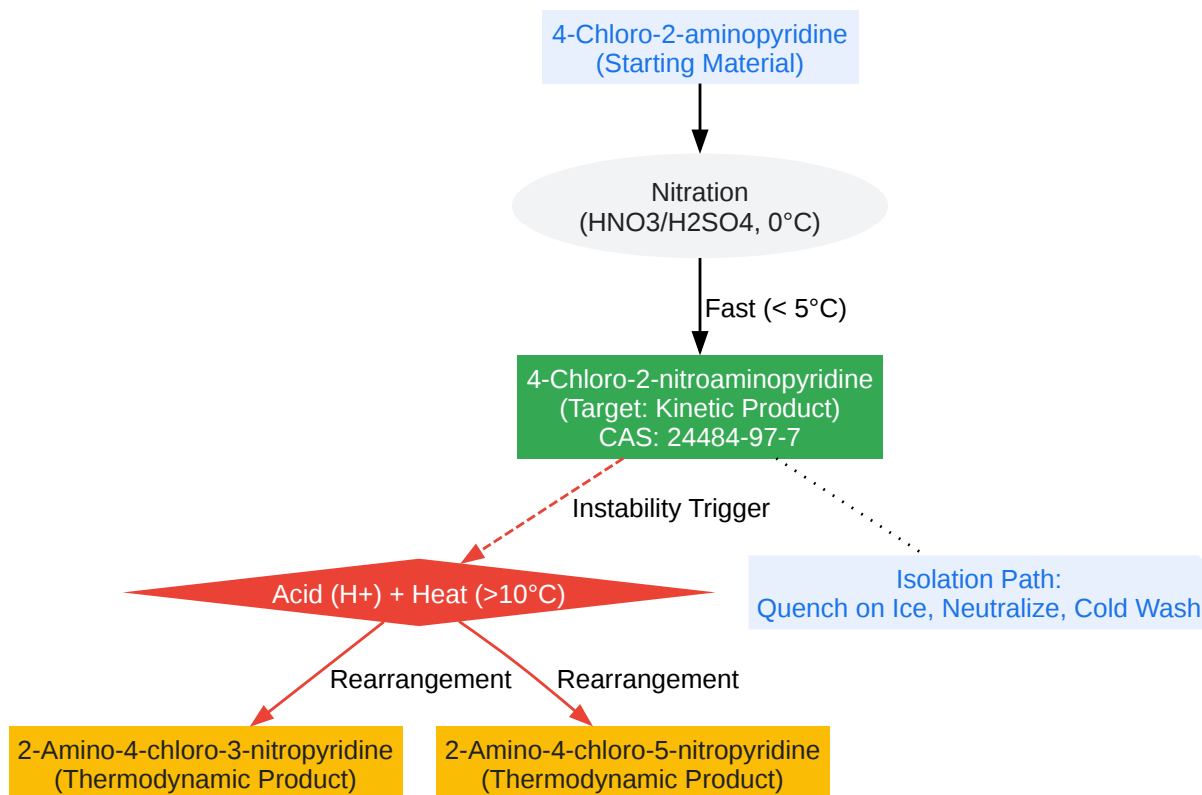 4-Chloro-2-aminopyridine
(Starting Material)
Nitration
(HNO3/H2SO4, 0°C)
Fast (< 5°C)
4-Chloro-2-nitroaminopyridine
(Target: Kinetic Product)
CAS: 24484-97-7
Instability Trigger
Acid (H+) + Heat (>10°C)
Isolation Path:
Quench on Ice, Neutralize, Cold Wash
Rearrangement
Rearrangement
2-Amino-4-chloro-3-nitropyridine
(Thermodynamic Product)
2-Amino-4-chloro-5-nitropyridine
(Thermodynamic Product)